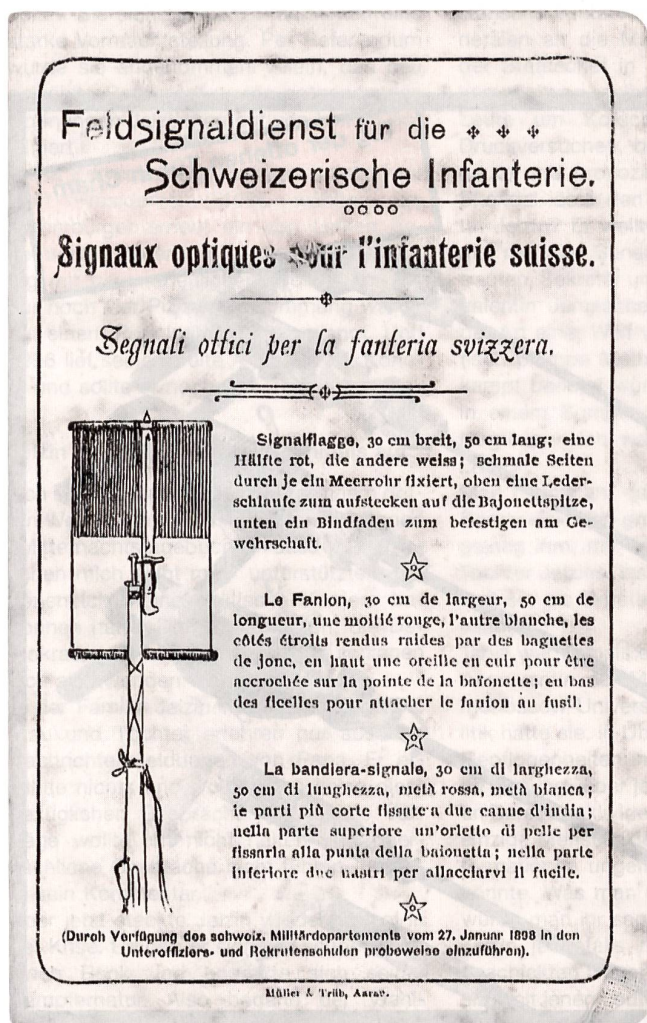 Feldsignaldienst für die
Schweizerische Infanterie.
Signaux optiques pour l'infanterie suisse.
Segnali ottici per la fanteria svizzera.
Signalflagge, 30 cm breit, 50 cm lang; eine
Hälfte rot, die andere weiss; schmale Seiten
durch je ein Meerrohr fixiert, oben eine Leder-
schlaufe zum aufstecken auf die Bajonettspitze,
unten ein Bindfaden zum befestigen am Ge-
wehrschaft.
Le Fanion, 30 cm de largeur, 50 cm de
longueur, une moitié rouge, l'autre blanche, les
côtés étroits rendus raides par des baguettes
de jonc, en haut une oreille en cuir pour être
accrochée sur la pointe de la baïonette; en bas
des ficelles pour attacher le fanion au fusil.
La bandiera-signale, 30 cm di larghezza,
50 cm di lunghezza, metà rossa, metà bianca;
le parti più corte fissate a due canne d'india;
nella parte superiore un'orletto di pelle per
fissarla alla punta della baionetta; nella parte
inferiore due nastri per allacciarvi il fucile.
(Durch Verfügung des schweiz. Militärdepartements vom 27. Januar 1898 in den
Unteroffiziers- und Rekrutenschulen probeweise einzuführen).
Müller & Trüb, Aarau.